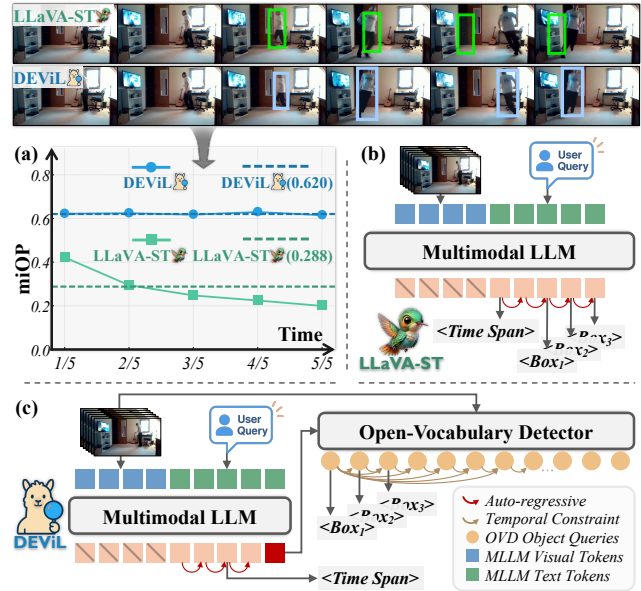 LLaVA-ST
DEViL
(a)
miOP
0.8
0.6
0.4
0.2
0.0
DEViL
DEViL (0.620)
LLaVA-ST
LLaVA-ST (0.288)
Time
1/5
2/5
3/5
4/5
5/5
(b)
User
Query
Multimodal LLM
<Time Span>
<Box1>
<Box2>
<Box3>
LLaVA-ST
(c)
User
Query
Open-Vocabulary Detector
...
Multimodal LLM
DEViL
<Box1>
<Box2>
<Box3>
<Time Span>
Auto-regressive
Temporal Constraint
OVD Object Queries
MLLM Visual Tokens
MLLM Text Tokens